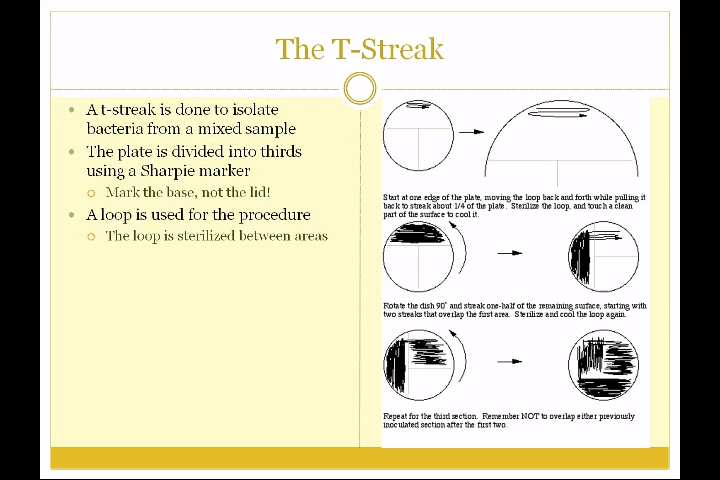 The T-Streak
A t-streak is done to isolate
bacteria from a mixed sample
The plate is divided into thirds
using a Sharpie marker
Mark the base, not the lid!
A loop is used for the procedure
The loop is sterilized between areas
Start at one edge of the plate, moving the loop back and forth while pulling it
back to streak about 1/4 of the plate. Sterilize the loop, and touch a clean
part of the surface to cool it.
Rotate the dish 90° and streak one-half of the remaining surface, starting with
two streaks that overlap the first area. Sterilize and cool the loop again.
Repeat for the third section. Remember NOT to overlap either previously
inoculated section after the first two.